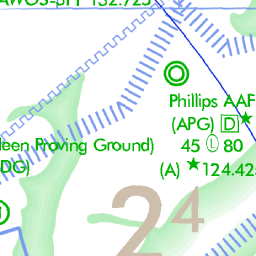 AWOS-3PT 132.725
Phillips AAF
(APG) D★
deen Proving Ground)
45 Ⓛ 80
DG)
(A) ★124.425
2⁴